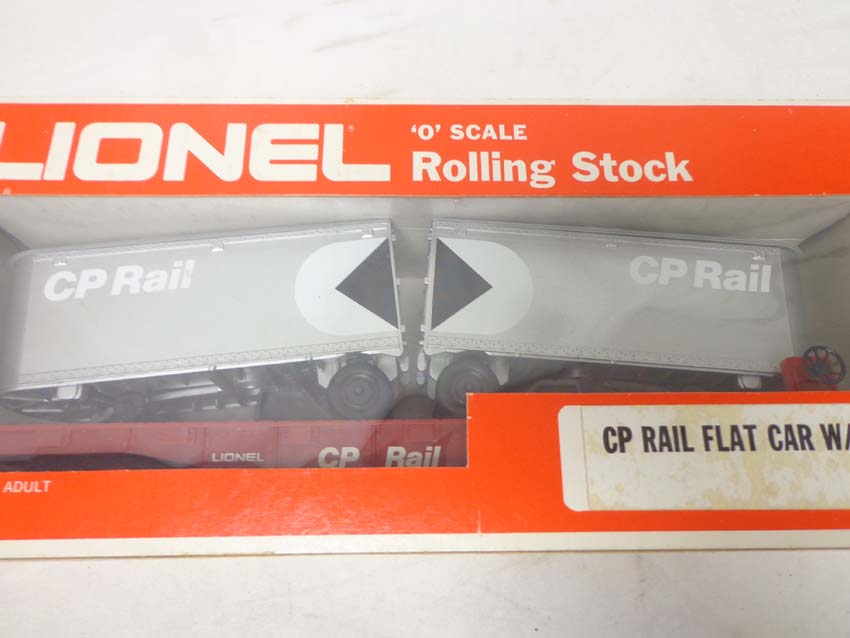 LIONEL
'O' SCALE
Rolling Stock
CP Rail
CP Rail
LIONEL CP Rail
ADULT
CP RAIL FLAT CAR W/